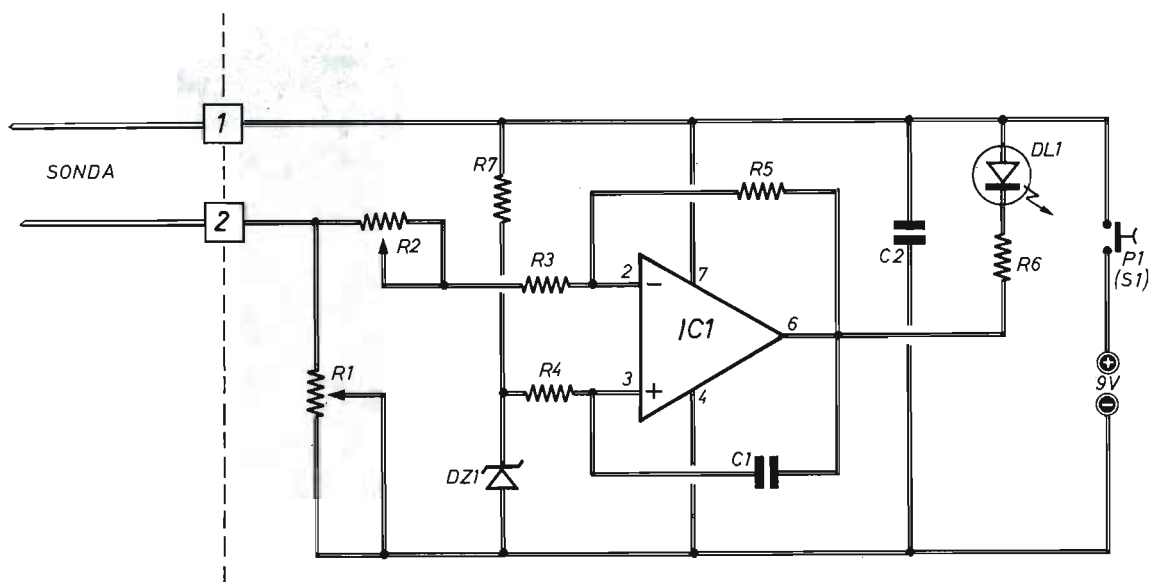 1
SONDA
2
R1
R2
R7
R3
R4
DZ1
R5
2
−
7
IC1
6
3
+
4
C1
C2
DL1
R6
P1
(S1)
+
9V
−